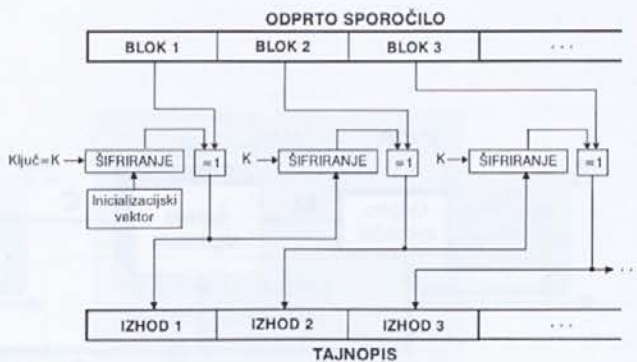 ODPRTO SPOROČILO
BLOK 1 BLOK 2 BLOK 3 ...
Ključ=K ŠIFRIRANJE =1 K ŠIFRIRANJE =1 K ŠIFRIRANJE =1
Inicializacijski
vektor
...
IZHOD 1 IZHOD 2 IZHOD 3 ...
TAJNOPIS